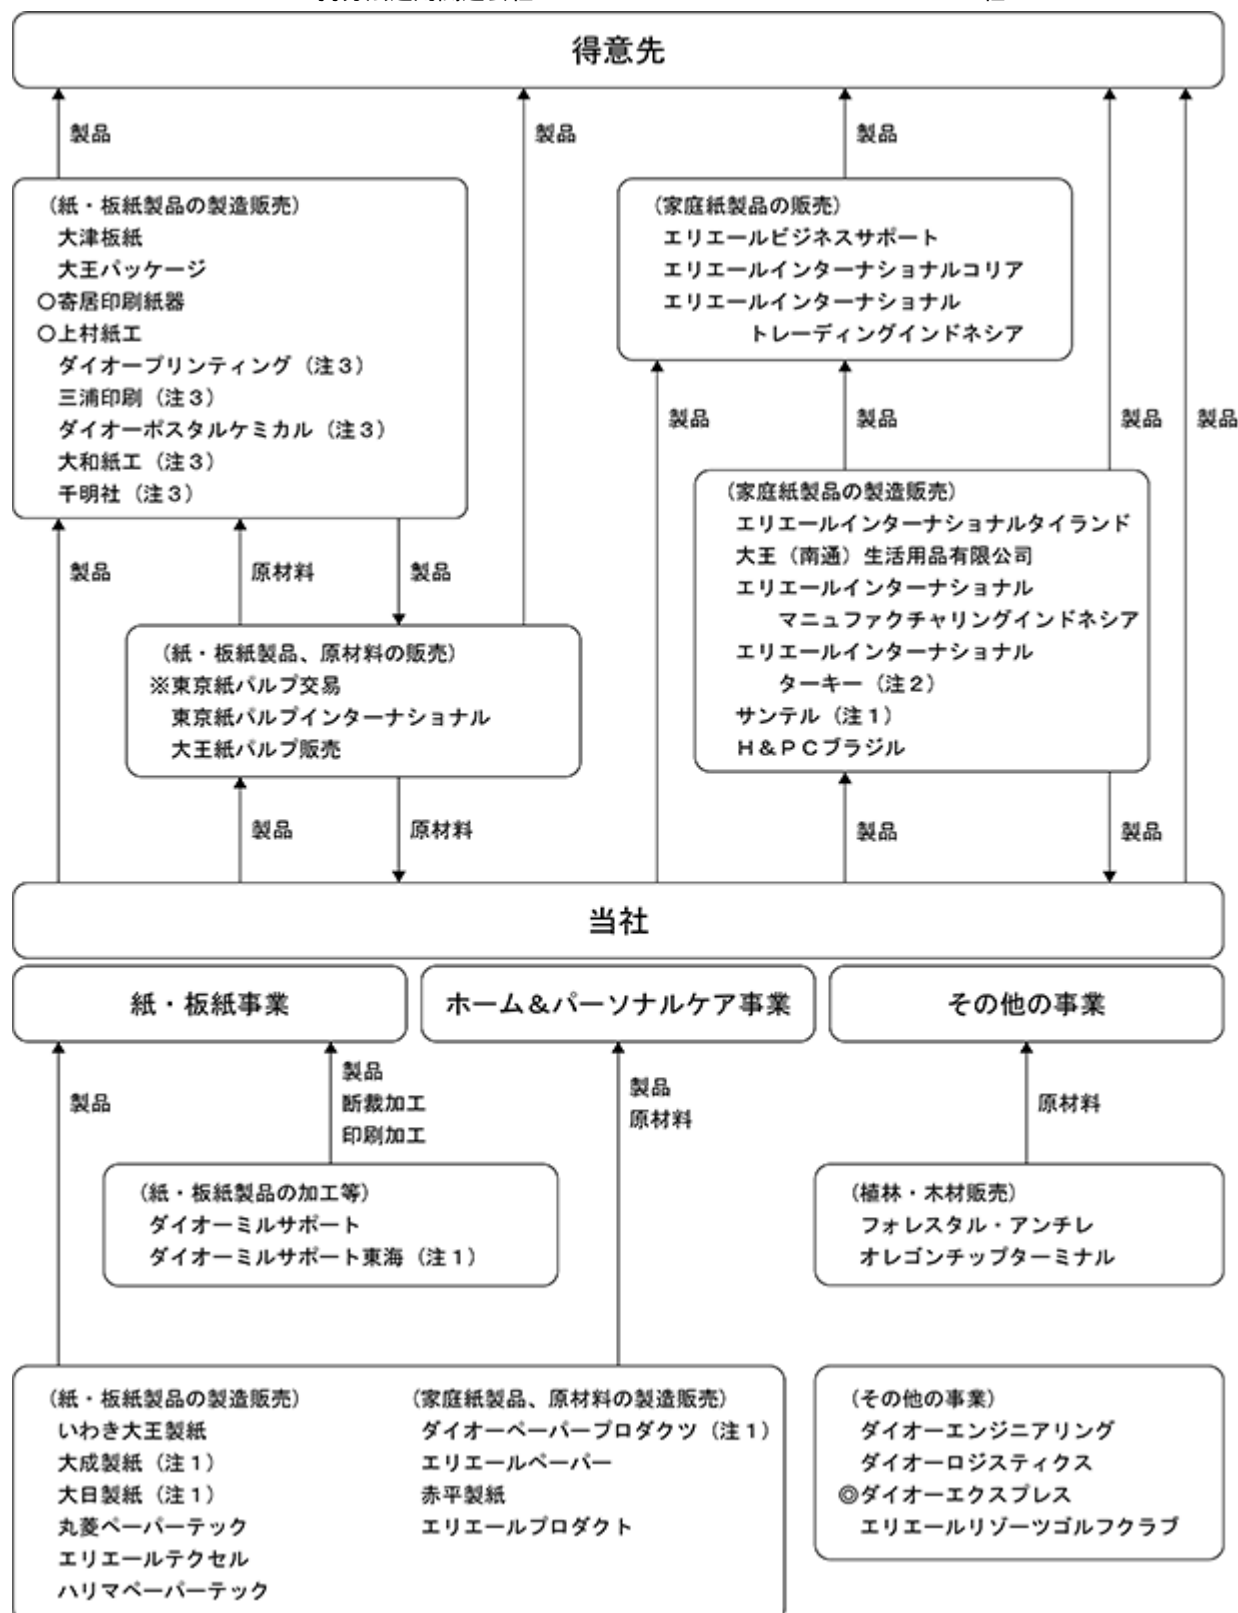 得意先
製品
製品
製品
製品
製品
（紙・板紙製品の製造販売）
大津板紙
大王パッケージ
○寄居印刷紙器
○上村紙工
ダイオープリンティング（注３）
三浦印刷（注３）
ダイオーポスタルケミカル（注３）
大和紙工（注３）
千明社（注３）
（家庭紙製品の販売）
エリエールビジネスサポート
エリエールインターナショナルコリア
エリエールインターナショナル
トレーディングインドネシア
製品
製品
（家庭紙製品の製造販売）
エリエールインターナショナルタイランド
大王（南通）生活用品有限公司
エリエールインターナショナル
マニュファクチャリングインドネシア
エリエールインターナショナル
ターキー（注２）
サンテル（注１）
Ｈ＆ＰＣブラジル
製品
原材料
製品
（紙・板紙製品、原材料の販売）
※東京紙パルプ交易
東京紙パルプインターナショナル
大王紙パルプ販売
製品
原材料
製品
製品
当社
紙・板紙事業
ホーム＆パーソナルケア事業
その他の事業
製品
製品
断裁加工
印刷加工
製品
原材料
原材料
（紙・板紙製品の加工等）
ダイオーミルサポート
ダイオーミルサポート東海（注１）
（植林・木材販売）
フォレスタル・アンチレ
オレゴンチップターミナル
（紙・板紙製品の製造販売）
いわき大王製紙
大成製紙（注１）
大日製紙（注１）
丸菱ペーパーテック
エリエールテクセル
ハリマペーパーテック
（家庭紙製品、原材料の製造販売）
ダイオーペーパープロダクツ（注１）
エリエールペーパー
赤平製紙
エリエールプロダクト
（その他の事業）
ダイオーエンジニアリング
ダイオーロジスティクス
◎ダイオーエクスプレス
エリエールリゾーツゴルフクラブ